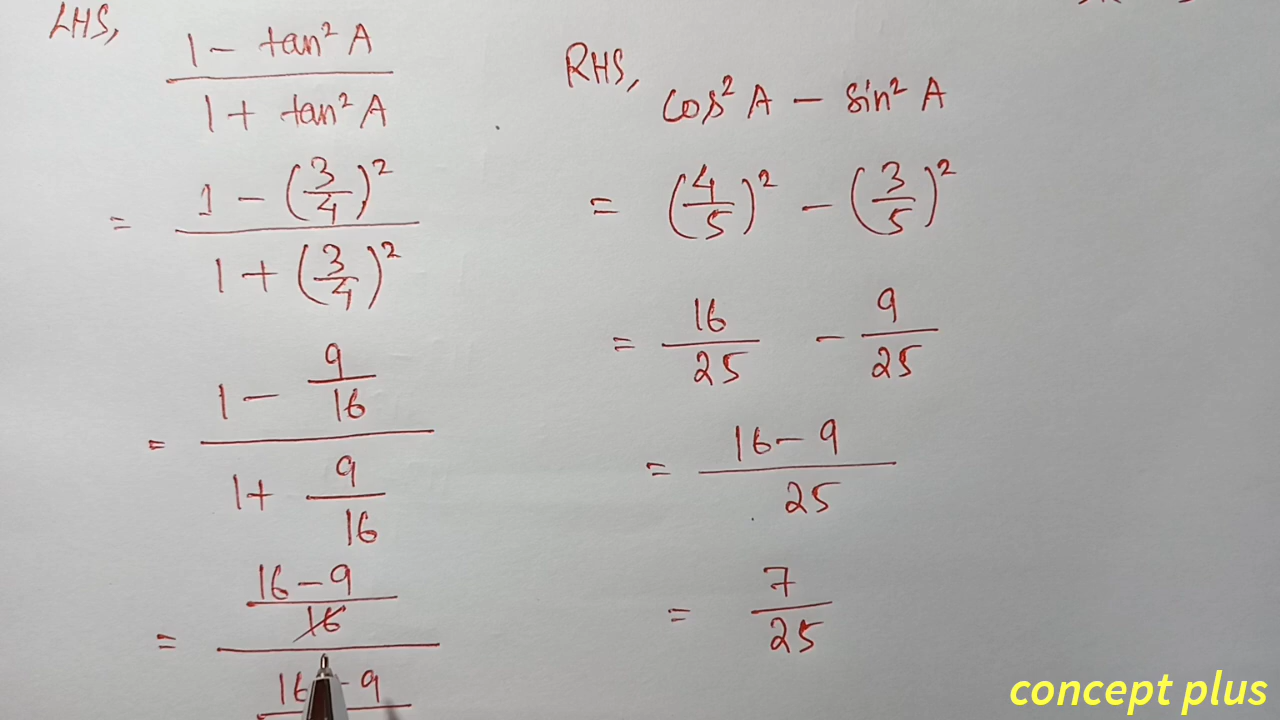 LHS,
1 - tan² A
1 + tan² A
= 1 - (3/4)²
1 + (3/4)²
= 1 - 9/16
1 + 9/16
= 16 - 9
16
16 - 9
RHS,
cos² A - sin² A
= (4/5)² - (3/5)²
= 16/25 - 9/25
= 16 - 9
25
= 7
25
concept plus